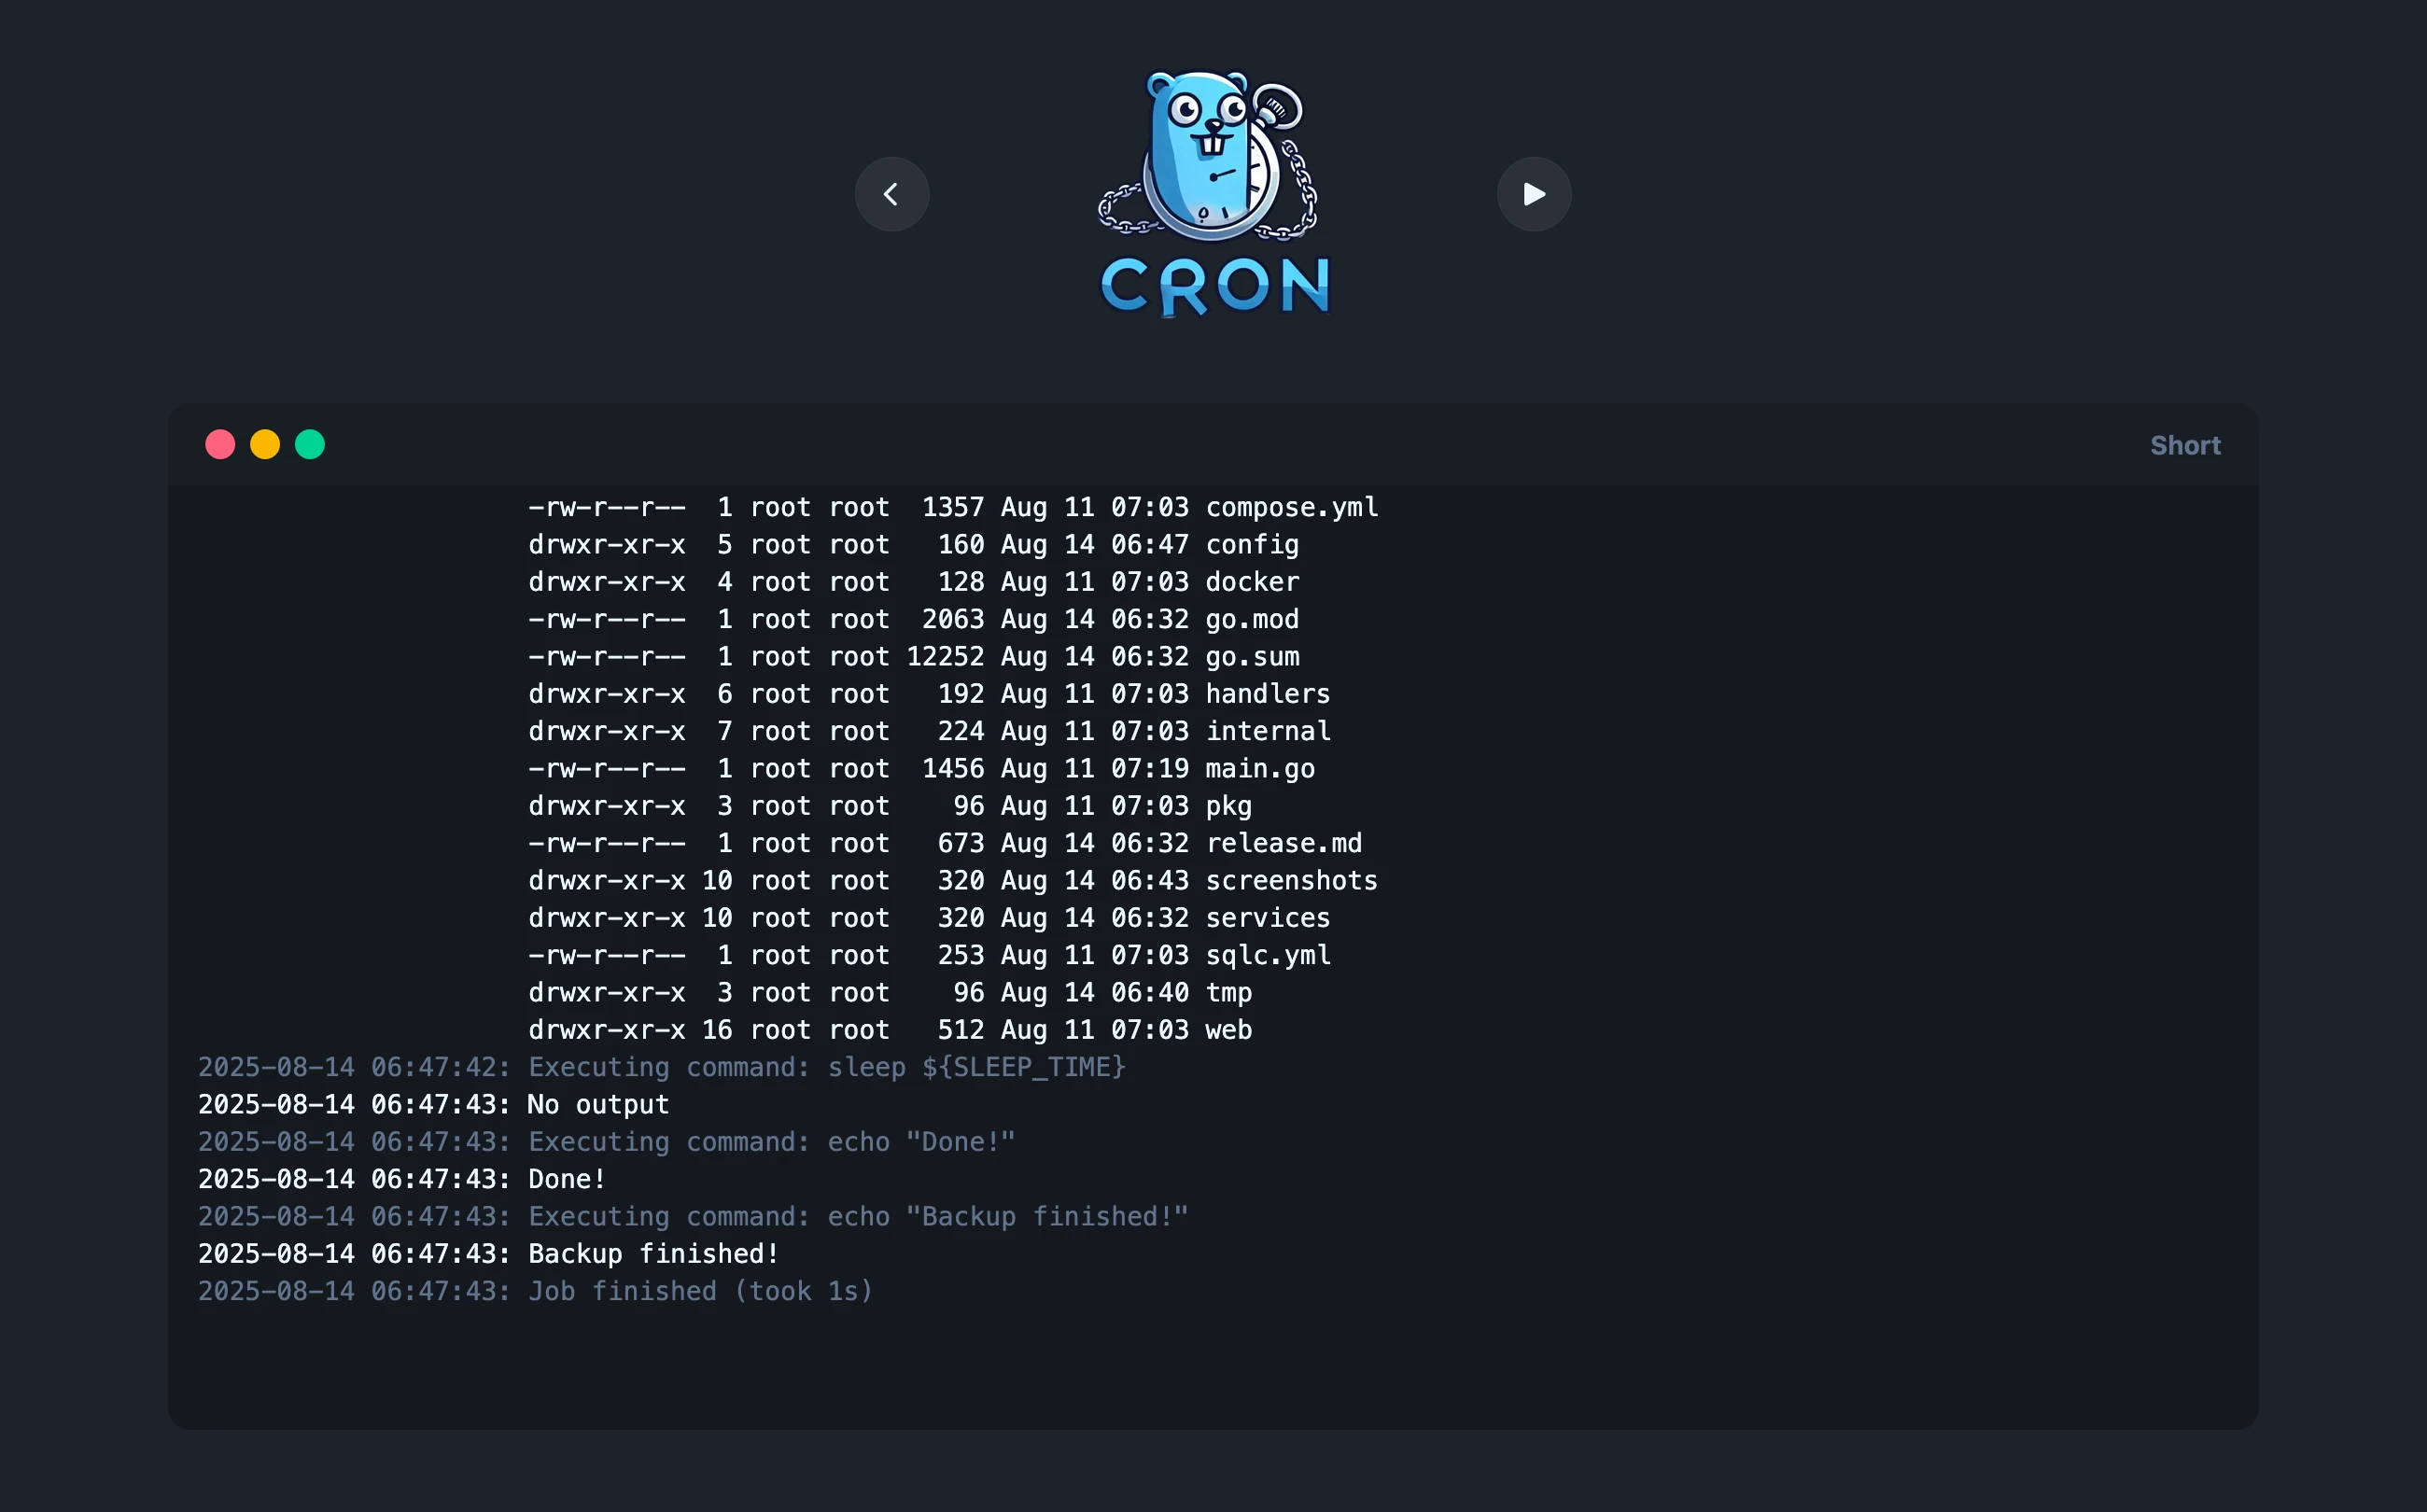 CRON
Short
-rw-r--r--  1 root root  1357 Aug 11 07:03 compose.yml
drwxr-xr-x  5 root root   160 Aug 14 06:47 config
drwxr-xr-x  4 root root   128 Aug 11 07:03 docker
-rw-r--r--  1 root root  2063 Aug 14 06:32 go.mod
-rw-r--r--  1 root root 12252 Aug 14 06:32 go.sum
drwxr-xr-x  6 root root   192 Aug 11 07:03 handlers
drwxr-xr-x  7 root root   224 Aug 11 07:03 internal
-rw-r--r--  1 root root  1456 Aug 11 07:19 main.go
drwxr-xr-x  3 root root    96 Aug 11 07:03 pkg
-rw-r--r--  1 root root   673 Aug 14 06:32 release.md
drwxr-xr-x 10 root root   320 Aug 14 06:43 screenshots
drwxr-xr-x 10 root root   320 Aug 14 06:32 services
-rw-r--r--  1 root root   253 Aug 11 07:03 sqlc.yml
drwxr-xr-x  3 root root    96 Aug 14 06:40 tmp
drwxr-xr-x 16 root root   512 Aug 11 07:03 web
2025-08-14 06:47:42: Executing command: sleep ${SLEEP_TIME}
2025-08-14 06:47:43: No output
2025-08-14 06:47:43: Executing command: echo "Done!"
2025-08-14 06:47:43: Done!
2025-08-14 06:47:43: Executing command: echo "Backup finished!"
2025-08-14 06:47:43: Backup finished!
2025-08-14 06:47:43: Job finished (took 1s)